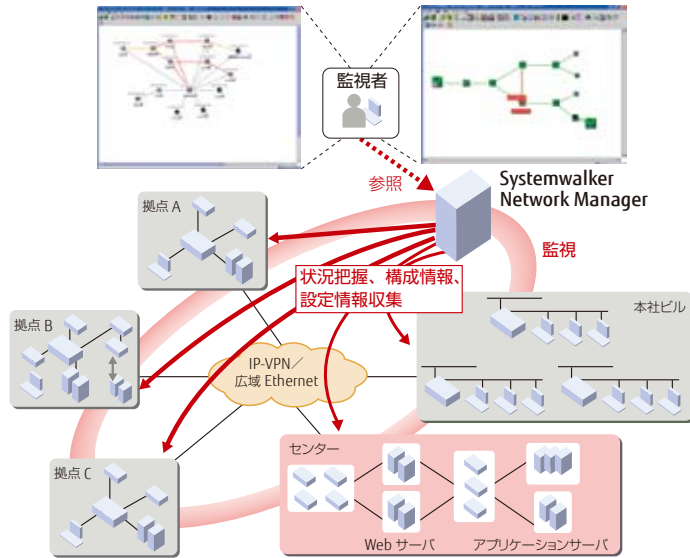 監視者
参照
Systemwalker
Network Manager
監視
拠点 A
状況把握、構成情報、
設定情報収集
本社ビル
拠点 B
IP-VPN／
広域 Ethernet
拠点 C
センター
Web サーバ
アプリケーションサーバ